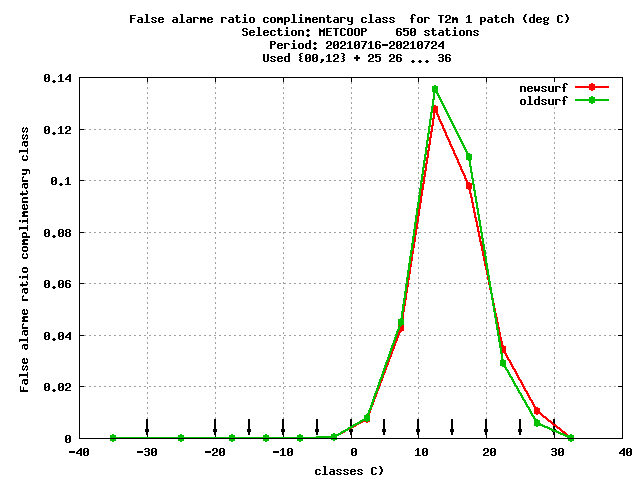 False alarme ratio complimentary class  for T2m 1 patch (deg C)
Selection: METCOOP    650 stations
Period: 20210716-20210724
Used {00,12} + 25 26 ... 36
newsurf
oldsurf
False alarme ratio complimentary class
0.14
0.12
0.1
0.08
0.06
0.04
0.02
0
-40 -30 -20 -10 0 10 20 30 40
classes C)